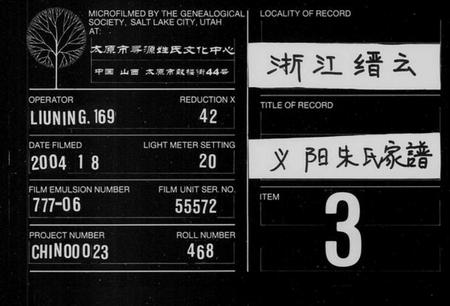 MICROFILMED BY THE GENEALOGICAL
SOCIETY, SALT LAKE CITY, UTAH
AT:
太原市寻源姓氏文化中心
中国 山西 太原市鼓楼街44号
OPERATOR
LIUNING.169
REDUCTION X
42
DATE FILMED
2004 1 8
LIGHT METER SETTING
20
FILM EMULSION NUMBER
777-06
FILM UNIT SER. NO.
55572
PROJECT NUMBER
CHIN00023
ROLL NUMBER
468
LOCALITY OF RECORD
浙江缙云
TITLE OF RECORD
义阳朱氏家譜
ITEM
3